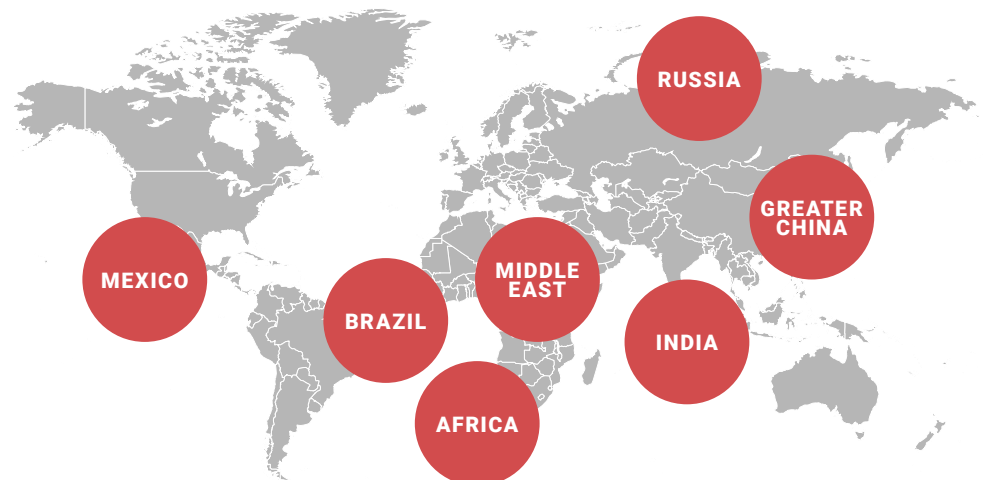 RUSSIA
GREATER
CHINA
MEXICO
BRAZIL
MIDDLE
EAST
INDIA
AFRICA